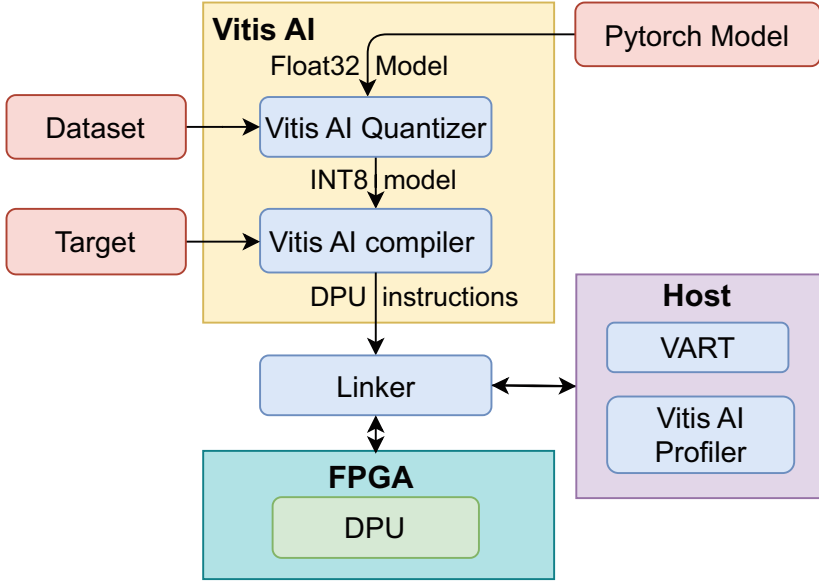 Vitis AI
Pytorch Model
Float32 Model
Dataset
Vitis AI Quantizer
INT8 model
Target
Vitis AI compiler
DPU instructions
Host
VART
Linker
Vitis AI
Profiler
FPGA
DPU